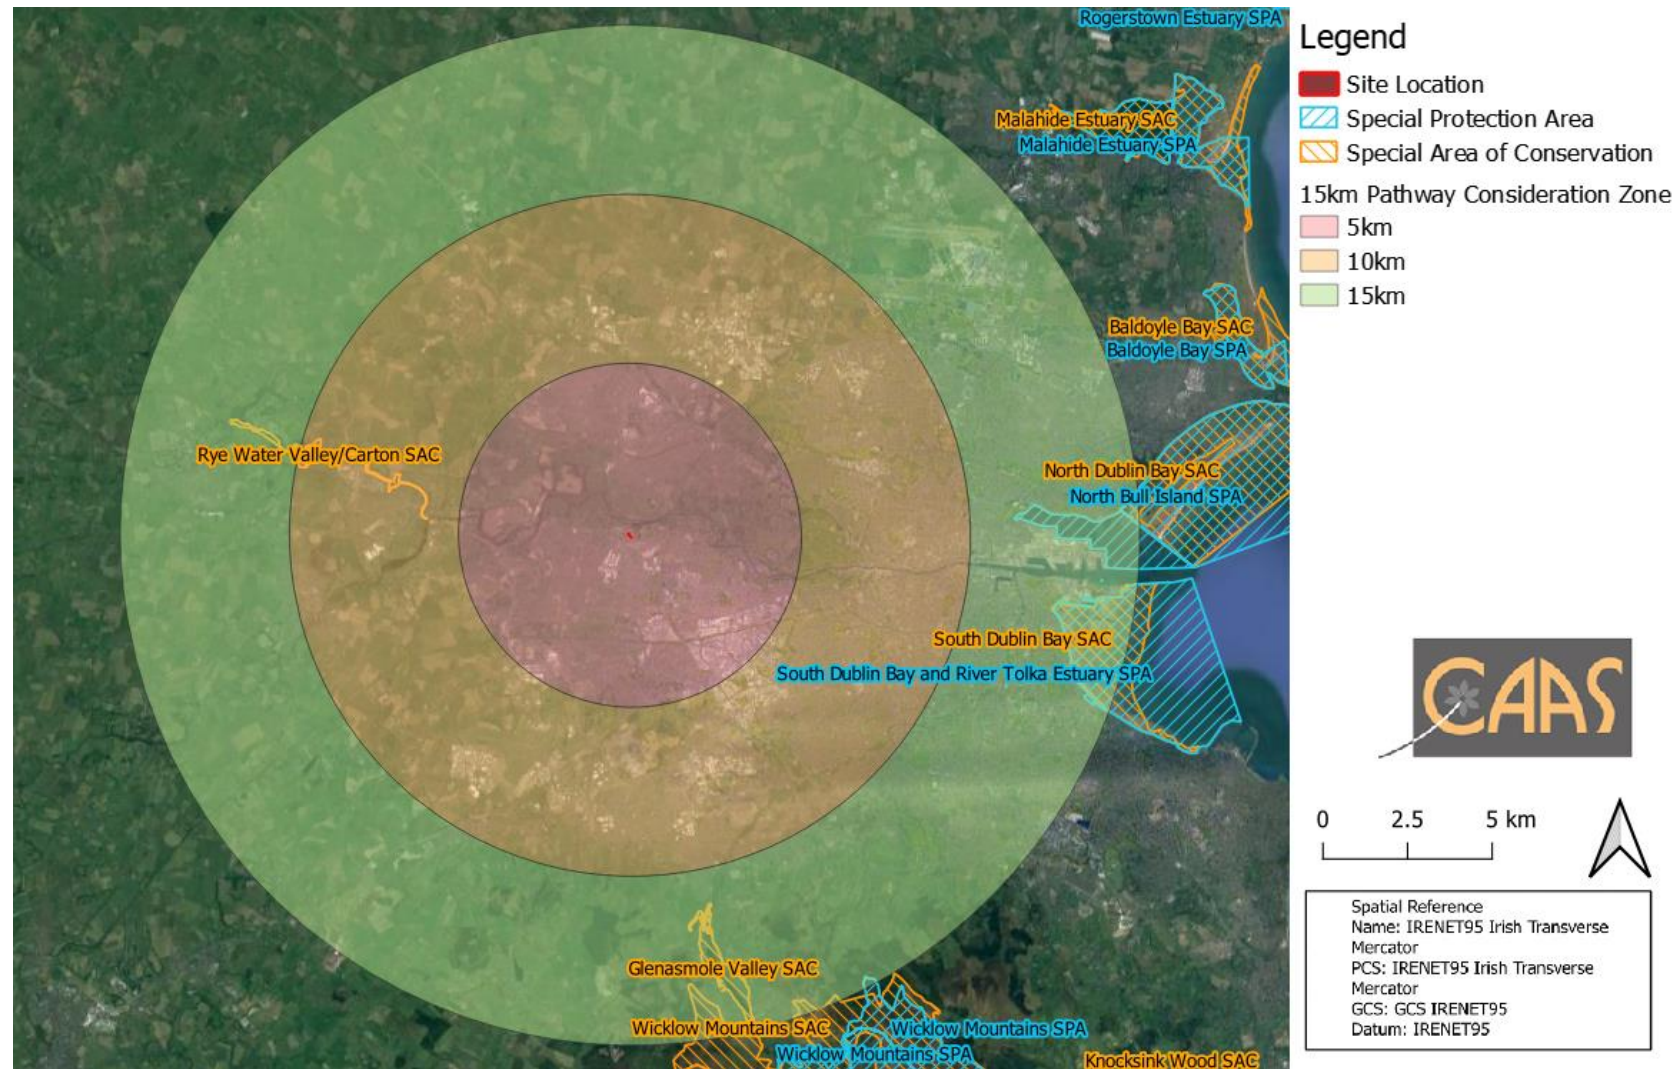 Rogerstown Estuary SPA
Malahide Estuary SAC
Malahide Estuary SPA
Baldoyle Bay SAC
Baldoyle Bay SPA
Rye Water Valley/Carton SAC
North Dublin Bay SAC
North Bull Island SPA
South Dublin Bay SAC
South Dublin Bay and River Tolka Estuary SPA
Glenasmole Valley SAC
Wicklow Mountains SAC
Wicklow Mountains SPA
Wicklow Mountains SPA
Knocksink Wood SAC
Legend
Site Location
Special Protection Area
Special Area of Conservation
15km Pathway Consideration Zone
5km
10km
15km
CAAS
0 2.5 5 km
Spatial Reference
Name: IRENET95 Irish Transverse
Mercator
PCS: IRENET95 Irish Transverse
Mercator
GCS: GCS IRENET95
Datum: IRENET95